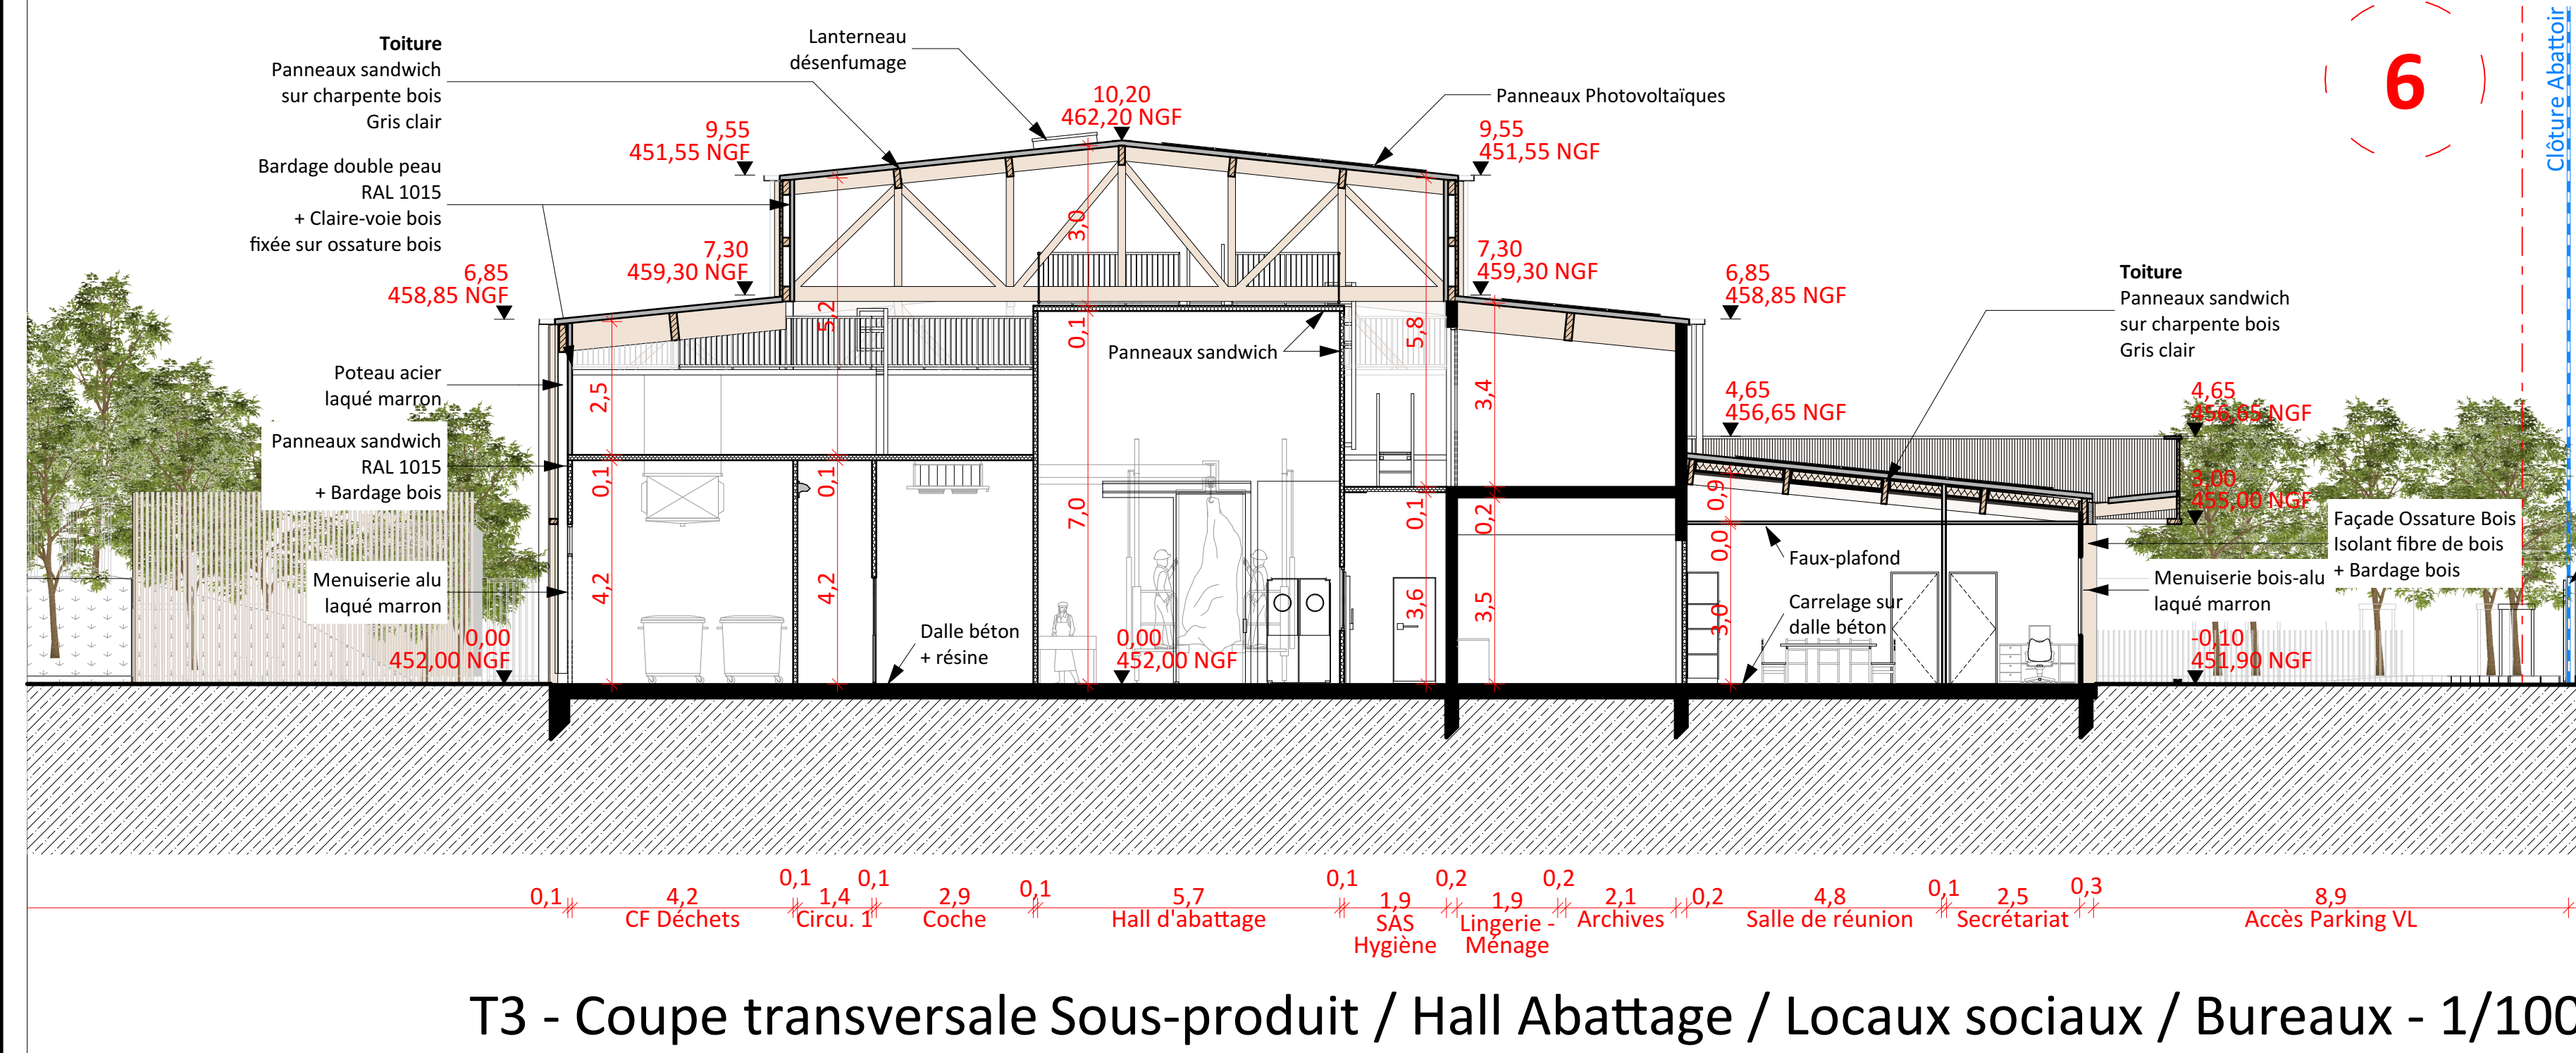 Toiture
Panneaux sandwich
sur charpente bois
Gris clair
Bardage double peau
RAL 1015
+ Claire-voie bois
fixée sur ossature bois
Lanterneau
désenfumage
10,20
462,20 NGF
Panneaux Photovoltaïques
9,55
451,55 NGF
9,55
451,55 NGF
6
Clôture Abattoir
7,30
459,30 NGF
7,30
459,30 NGF
6,85
458,85 NGF
6,85
458,85 NGF
Toiture
Panneaux sandwich
sur charpente bois
Gris clair
3,0
5,2
0,1
5,8
Panneaux sandwich
Poteau acier
laqué marron
2,5
3,4
4,65
456,65 NGF
4,65
456,65 NGF
Panneaux sandwich
RAL 1015
+ Bardage bois
0,1
0,1
7,0
0,1
0,2
0,9
0,0
3,00
455,00 NGF
Façade Ossature Bois
Isolant fibre de bois
+ Bardage bois
Faux-plafond
Menuiserie alu
laqué marron
4,2
4,2
3,6
3,5
3,0
Carrelage sur
dalle béton
Menuiserie bois-alu
laqué marron
0,00
452,00 NGF
Dalle béton
+ résine
0,00
452,00 NGF
-0,10
451,90 NGF
0,1
4,2
CF Déchets
0,1
1,4
Circu. 1
0,1
2,9
Coche
0,1
5,7
Hall d'abattage
0,1
1,9
SAS
Hygiène
0,2
1,9
Lingerie -
Ménage
0,2
2,1
Archives
0,2
4,8
Salle de réunion
0,1
2,5
Secrétariat
0,3
8,9
Accès Parking VL
T3 - Coupe transversale Sous-produit / Hall Abattage / Locaux sociaux / Bureaux - 1/100